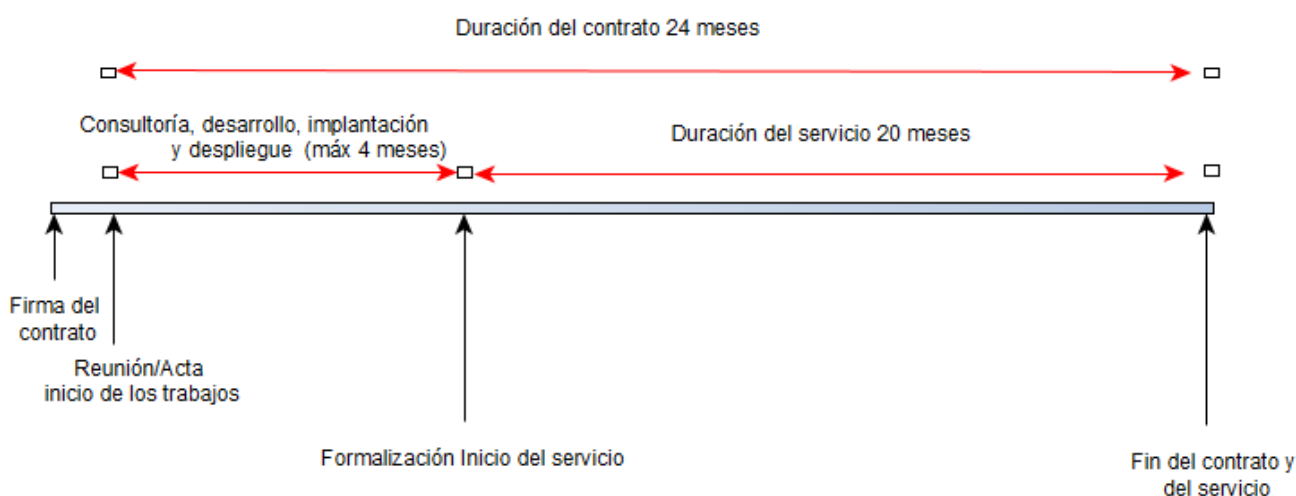 Duración del contrato 24 meses
Consultoría, desarrollo, implantación
y despliegue (máx 4 meses)
Duración del servicio 20 meses
Firma del
contrato
Reunión/Acta
inicio de los trabajos
Formalización Inicio del servicio
Fin del contrato y
del servicio